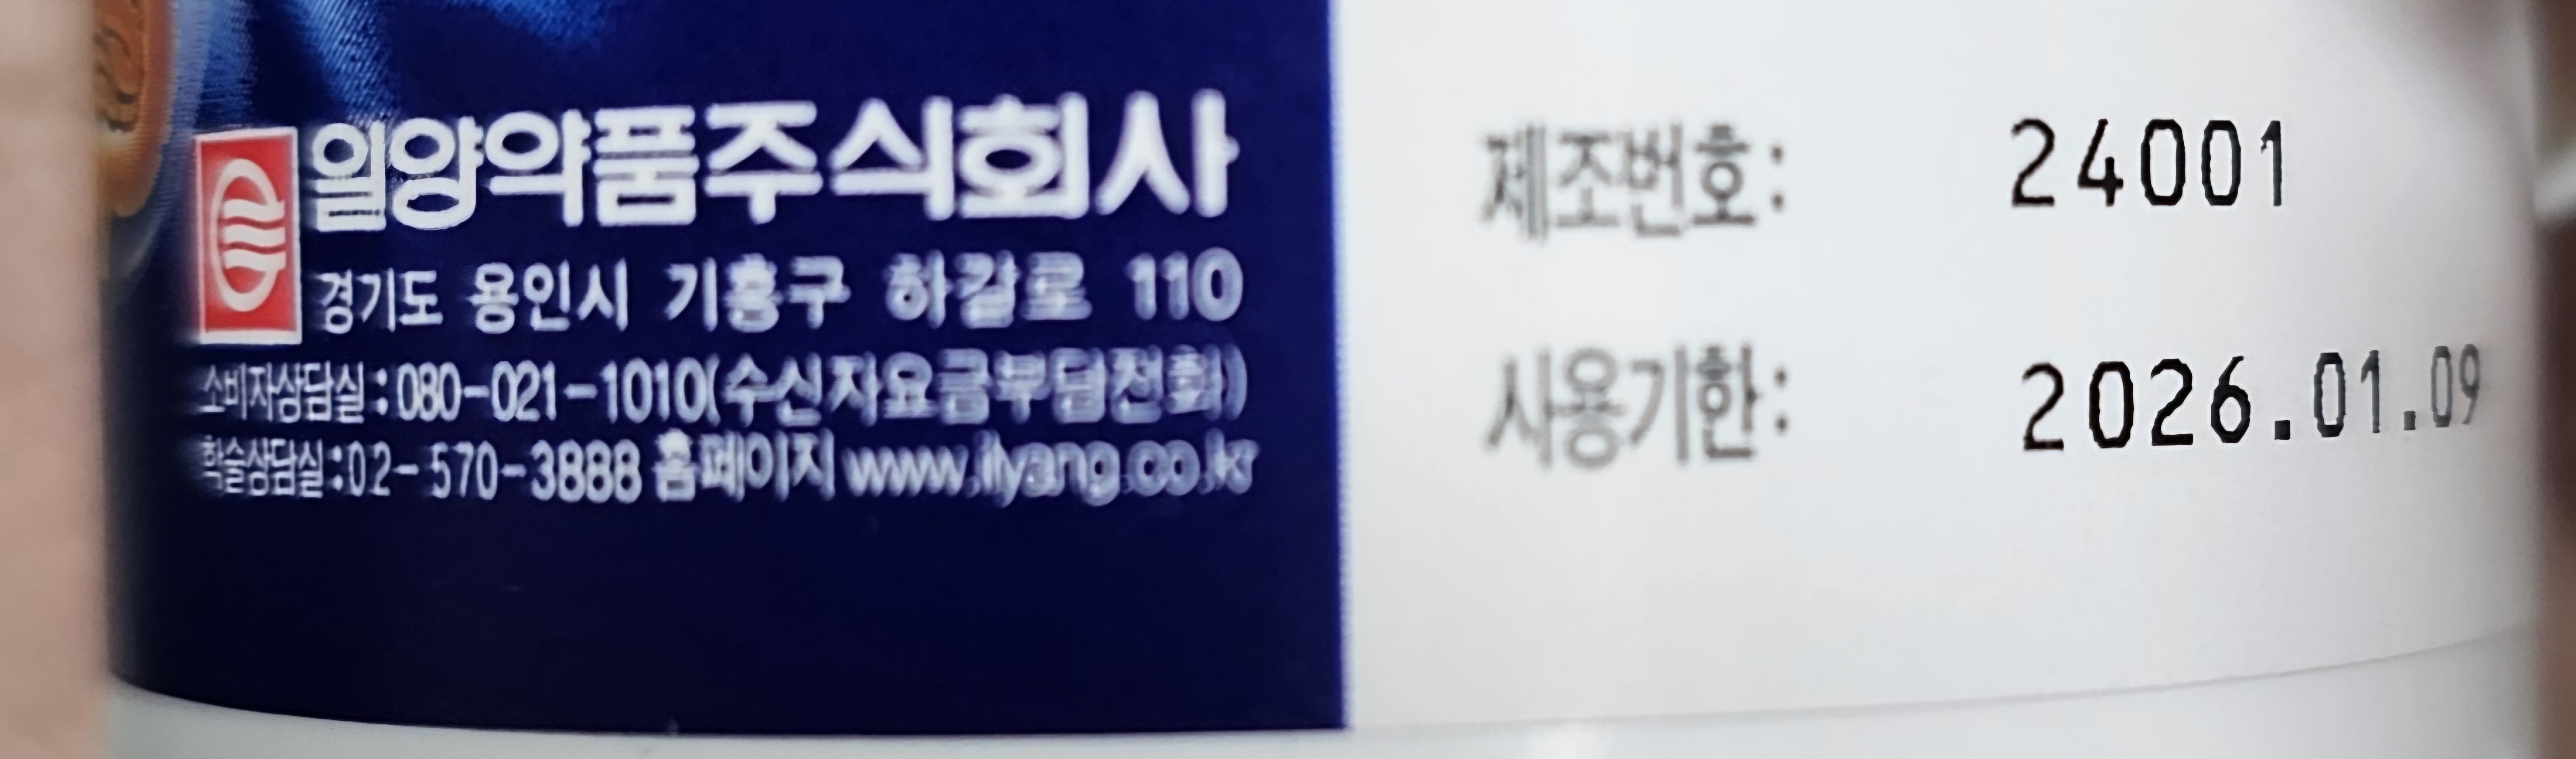 일양약품주식회사
경기도 용인시 기흥구 하갈로 110
소비자상담실:080-021-1010(수신자요금부담전화)
학술상담실:02-570-3888 홈페이지 www.ilyang.co.kr
제조번호: 24001
사용기한: 2026.01.09